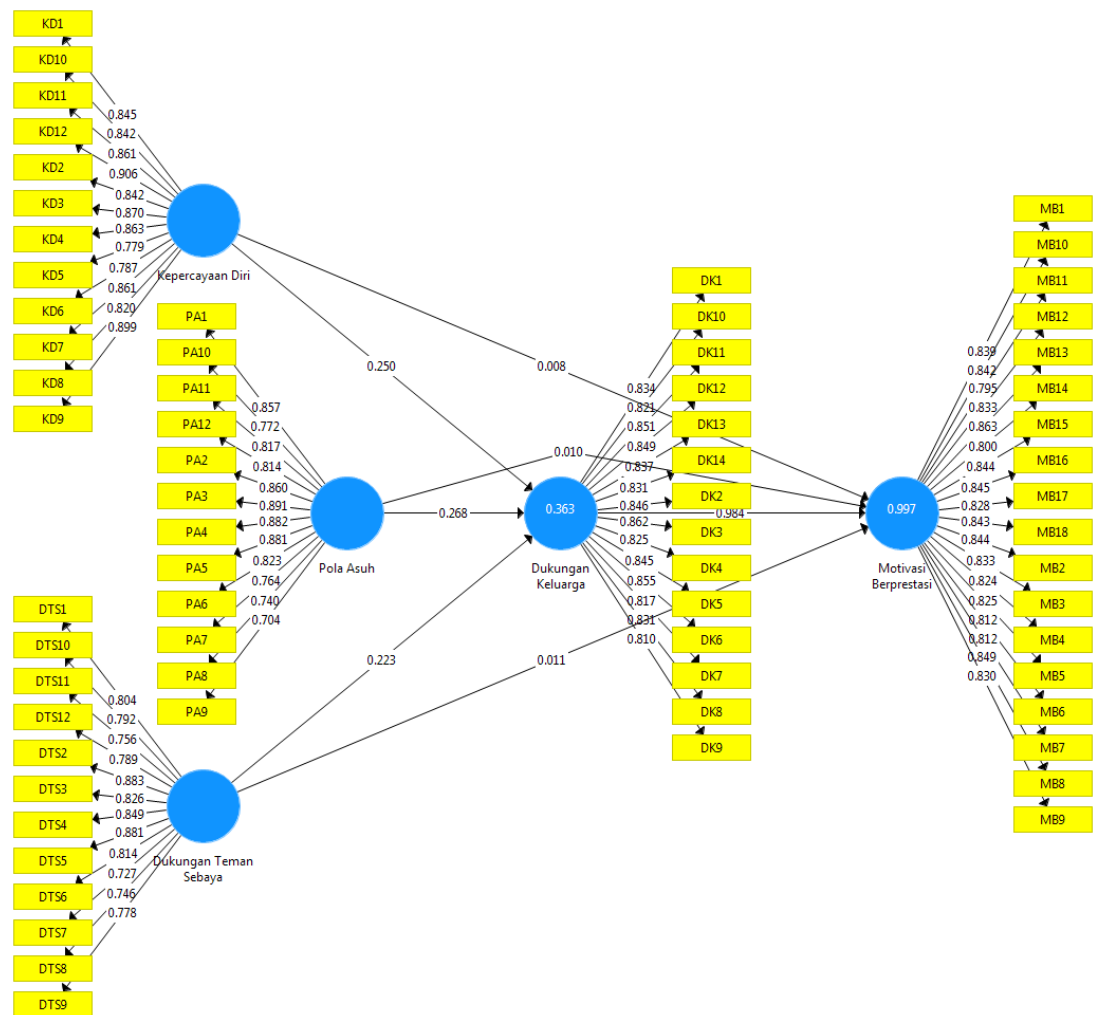 KD1
KD10
KD11
KD12
KD2
KD3
KD4
KD5
KD6
KD7
KD8
KD9
0.845
0.842
0.861
0.906
0.842
0.870
0.863
0.779
0.787
0.861
0.820
0.899
Kepercayaan Diri
PA1
PA10
PA11
PA12
PA2
PA3
PA4
PA5
PA6
PA7
PA8
PA9
0.857
0.772
0.817
0.814
0.860
0.891
0.882
0.881
0.823
0.764
0.740
0.704
Pola Asuh
DTS1
DTS10
DTS11
DTS12
DTS2
DTS3
DTS4
DTS5
DTS6
DTS7
DTS8
DTS9
0.804
0.792
0.756
0.789
0.883
0.826
0.849
0.881
0.814
0.727
0.746
0.778
Dukungan Teman
Sebaya
0.250
0.008
0.010
0.268
0.984
0.223
0.011
0.363
Dukungan
Keluarga
0.834
0.821
0.851
0.849
0.837
0.831
0.846
0.862
0.825
0.845
0.855
0.817
0.831
0.810
DK1
DK10
DK11
DK12
DK13
DK14
DK2
DK3
DK4
DK5
DK6
DK7
DK8
DK9
0.997
Motivasi
Berprestasi
0.839
0.842
0.795
0.833
0.863
0.800
0.844
0.845
0.828
0.843
0.844
0.833
0.824
0.825
0.812
0.812
0.849
0.830
MB1
MB10
MB11
MB12
MB13
MB14
MB15
MB16
MB17
MB18
MB2
MB3
MB4
MB5
MB6
MB7
MB8
MB9